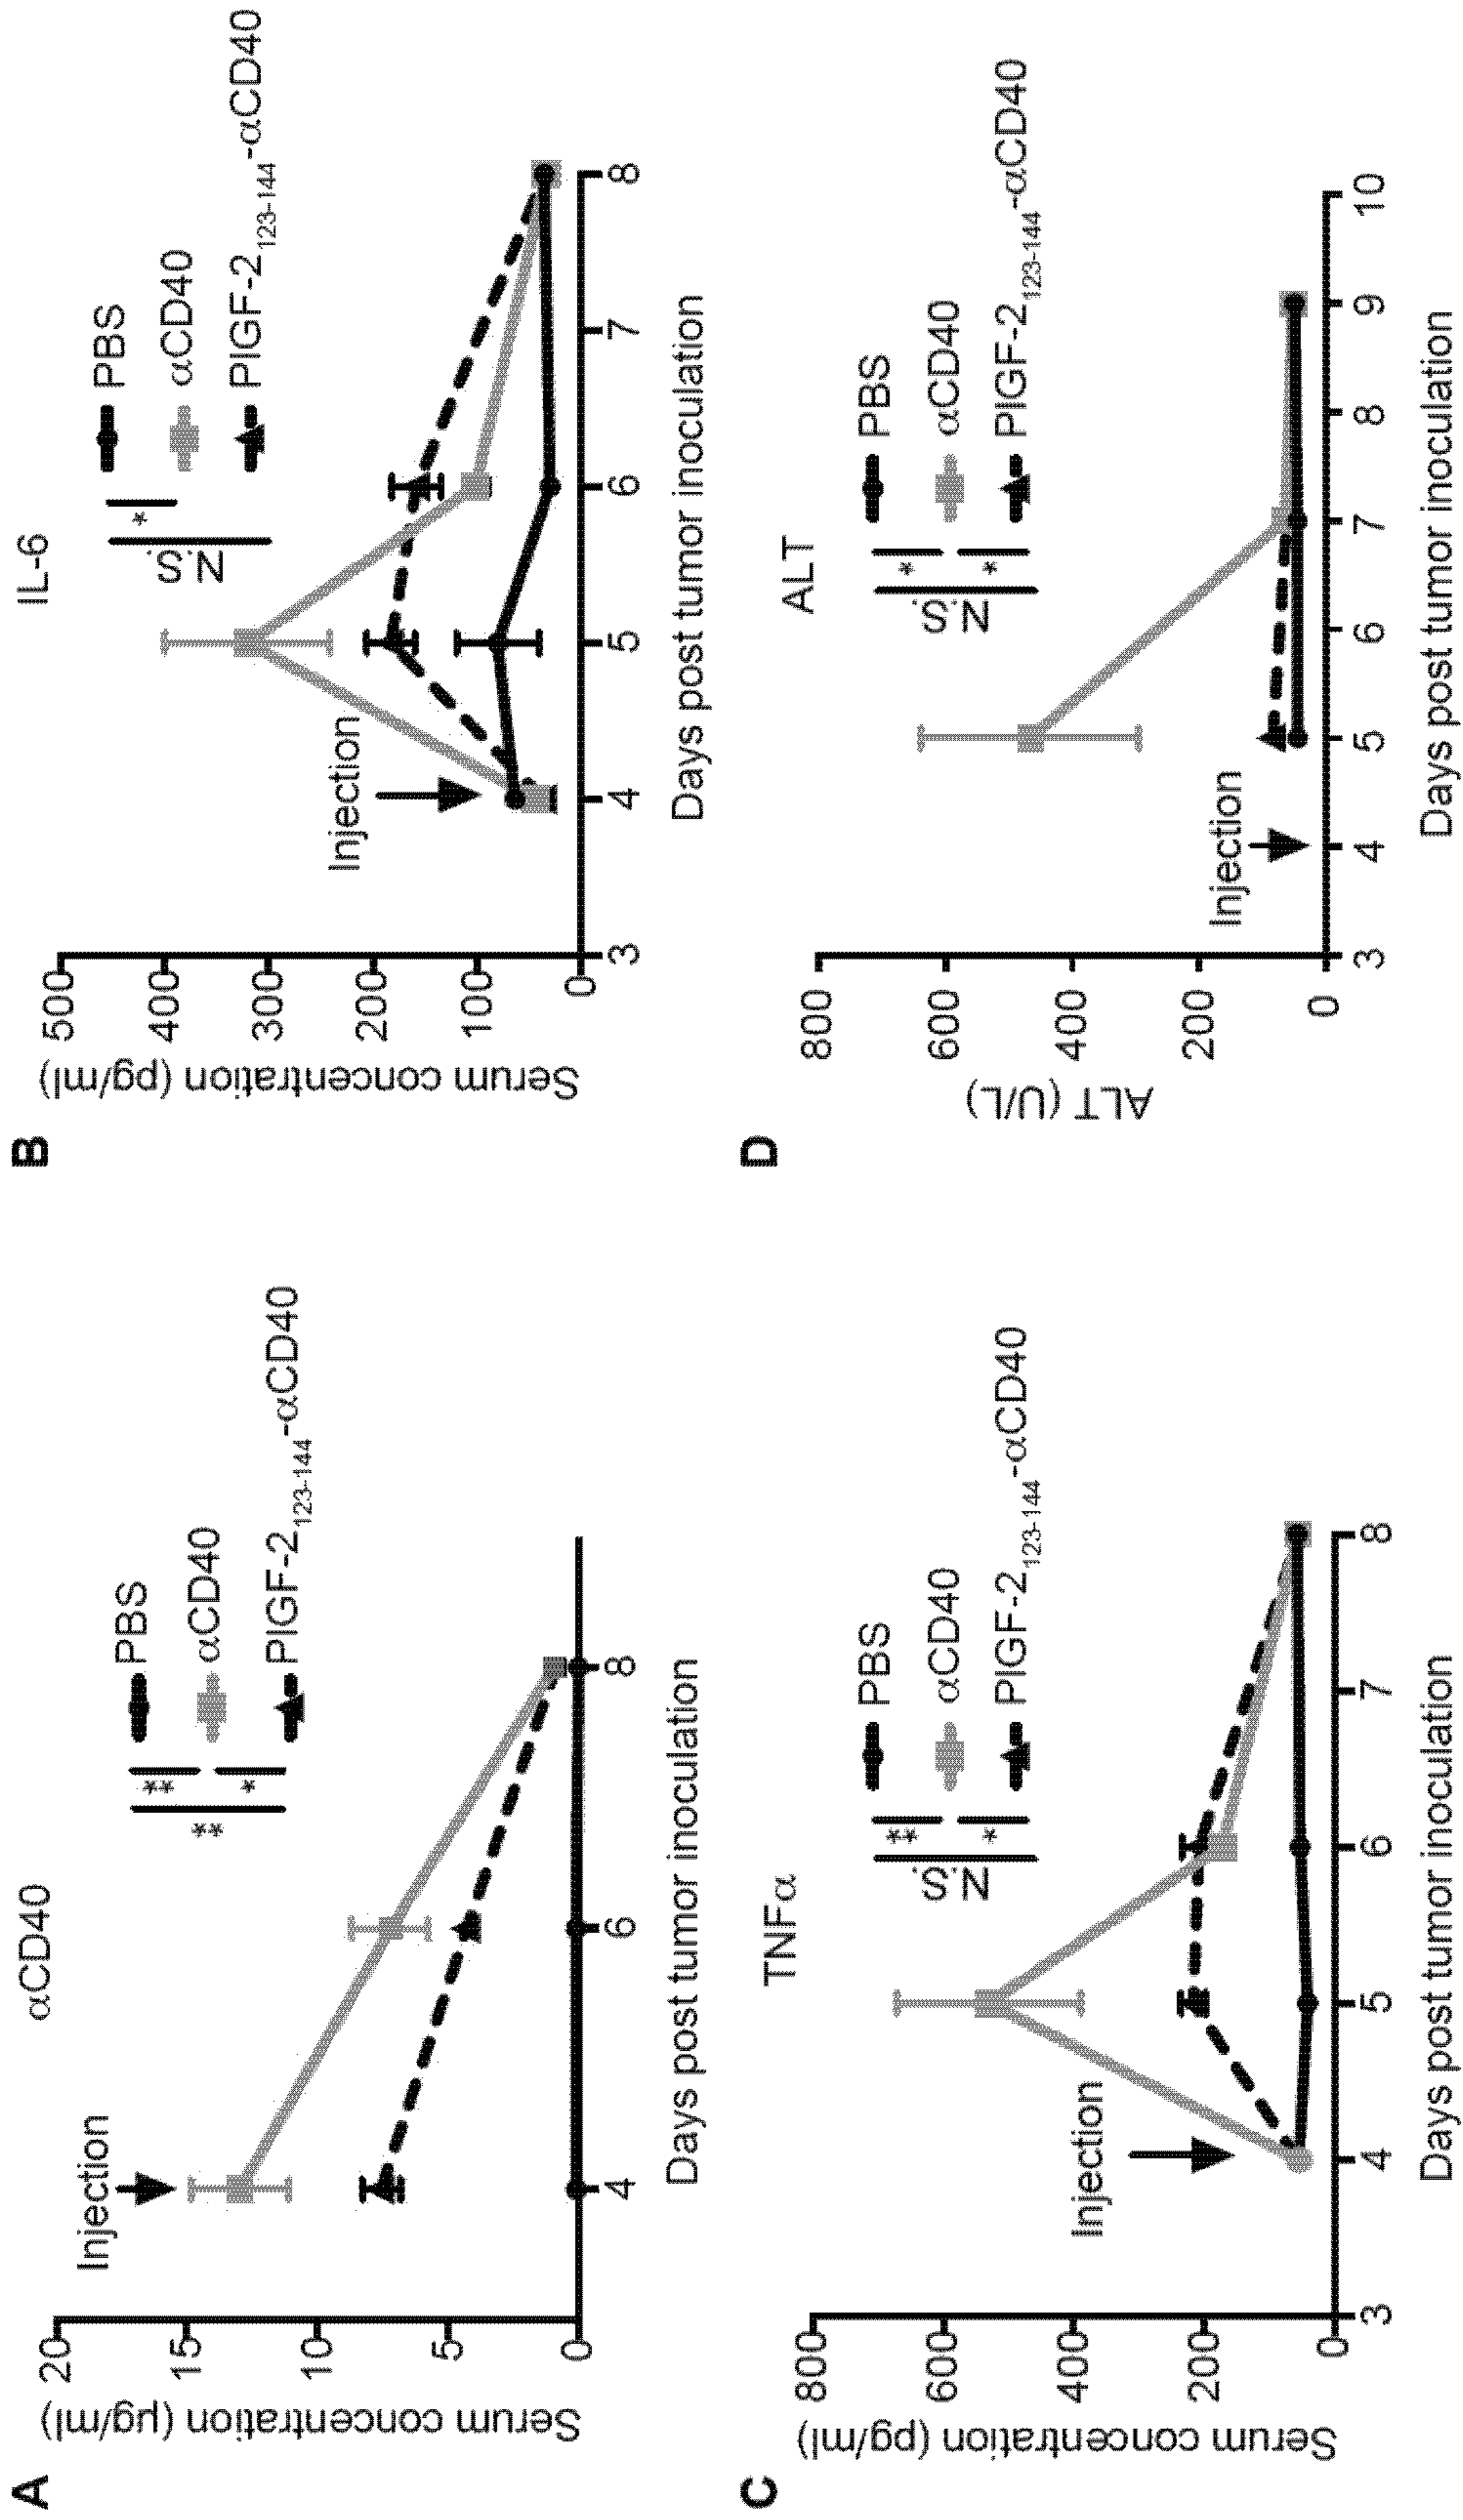 A
αCD40
Serum concentration (µg/ml)
20
15
10
5
0
Injection
** ** *
PBS
αCD40
PIGF-2123-144-αCD40
4 6 8
Days post tumor inoculation
B
IL-6
Serum concentration (pg/ml)
500
400
300
200
100
0
Injection
N.S. *
PBS
αCD40
PIGF-2123-144-αCD40
3 4 5 6 7 8
Days post tumor inoculation
C
TNFα
Serum concentration (pg/ml)
800
600
400
200
0
Injection
N.S. ** *
PBS
αCD40
PIGF-2123-144-αCD40
3 4 5 6 7 8
Days post tumor inoculation
D
ALT
ALT (U/L)
800
600
400
200
0
Injection
N.S. * *
PBS
αCD40
PIGF-2123-144-αCD40
3 4 5 6 7 8 9 10
Days post tumor inoculation